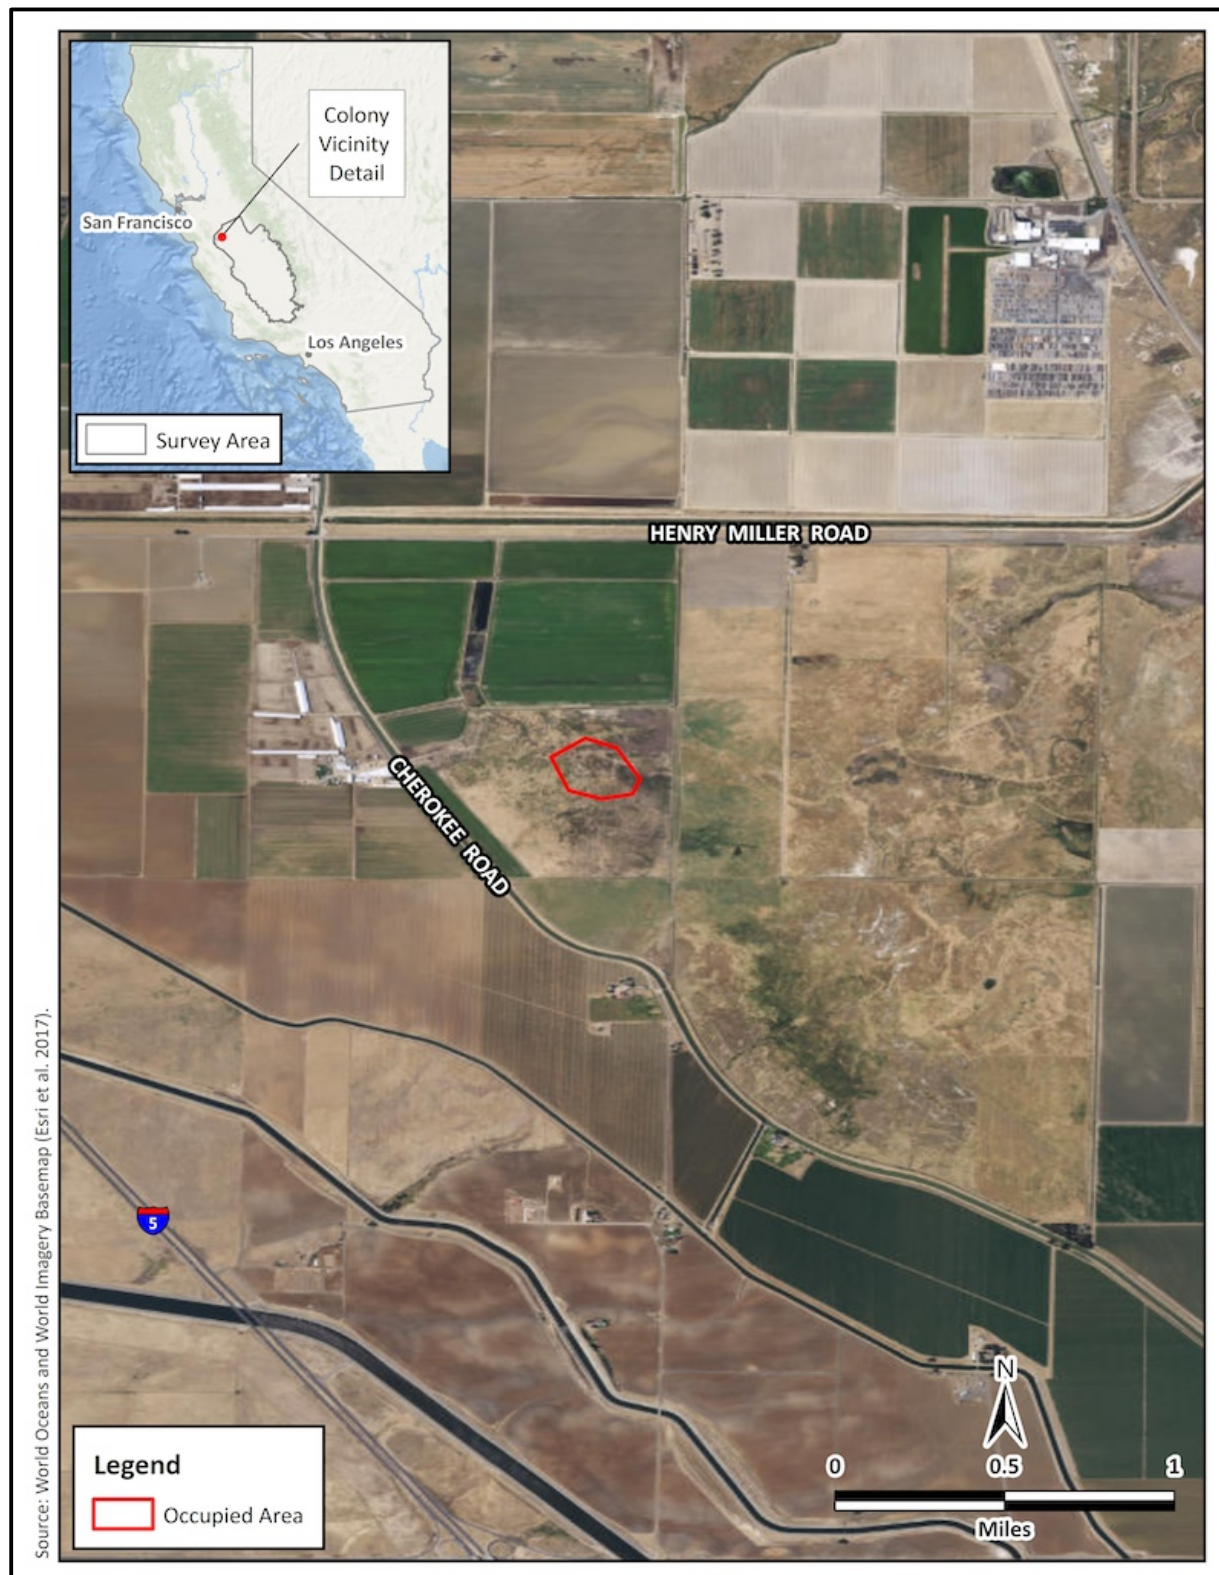 Colony
Vicinity
Detail
San Francisco
Los Angeles
Survey Area
HENRY MILLER ROAD
CHEROKEE ROAD
5
Source: World Oceans and World Imagery Basemap (Esri et al. 2017).
Legend
Occupied Area
N
0 0.5 1
Miles